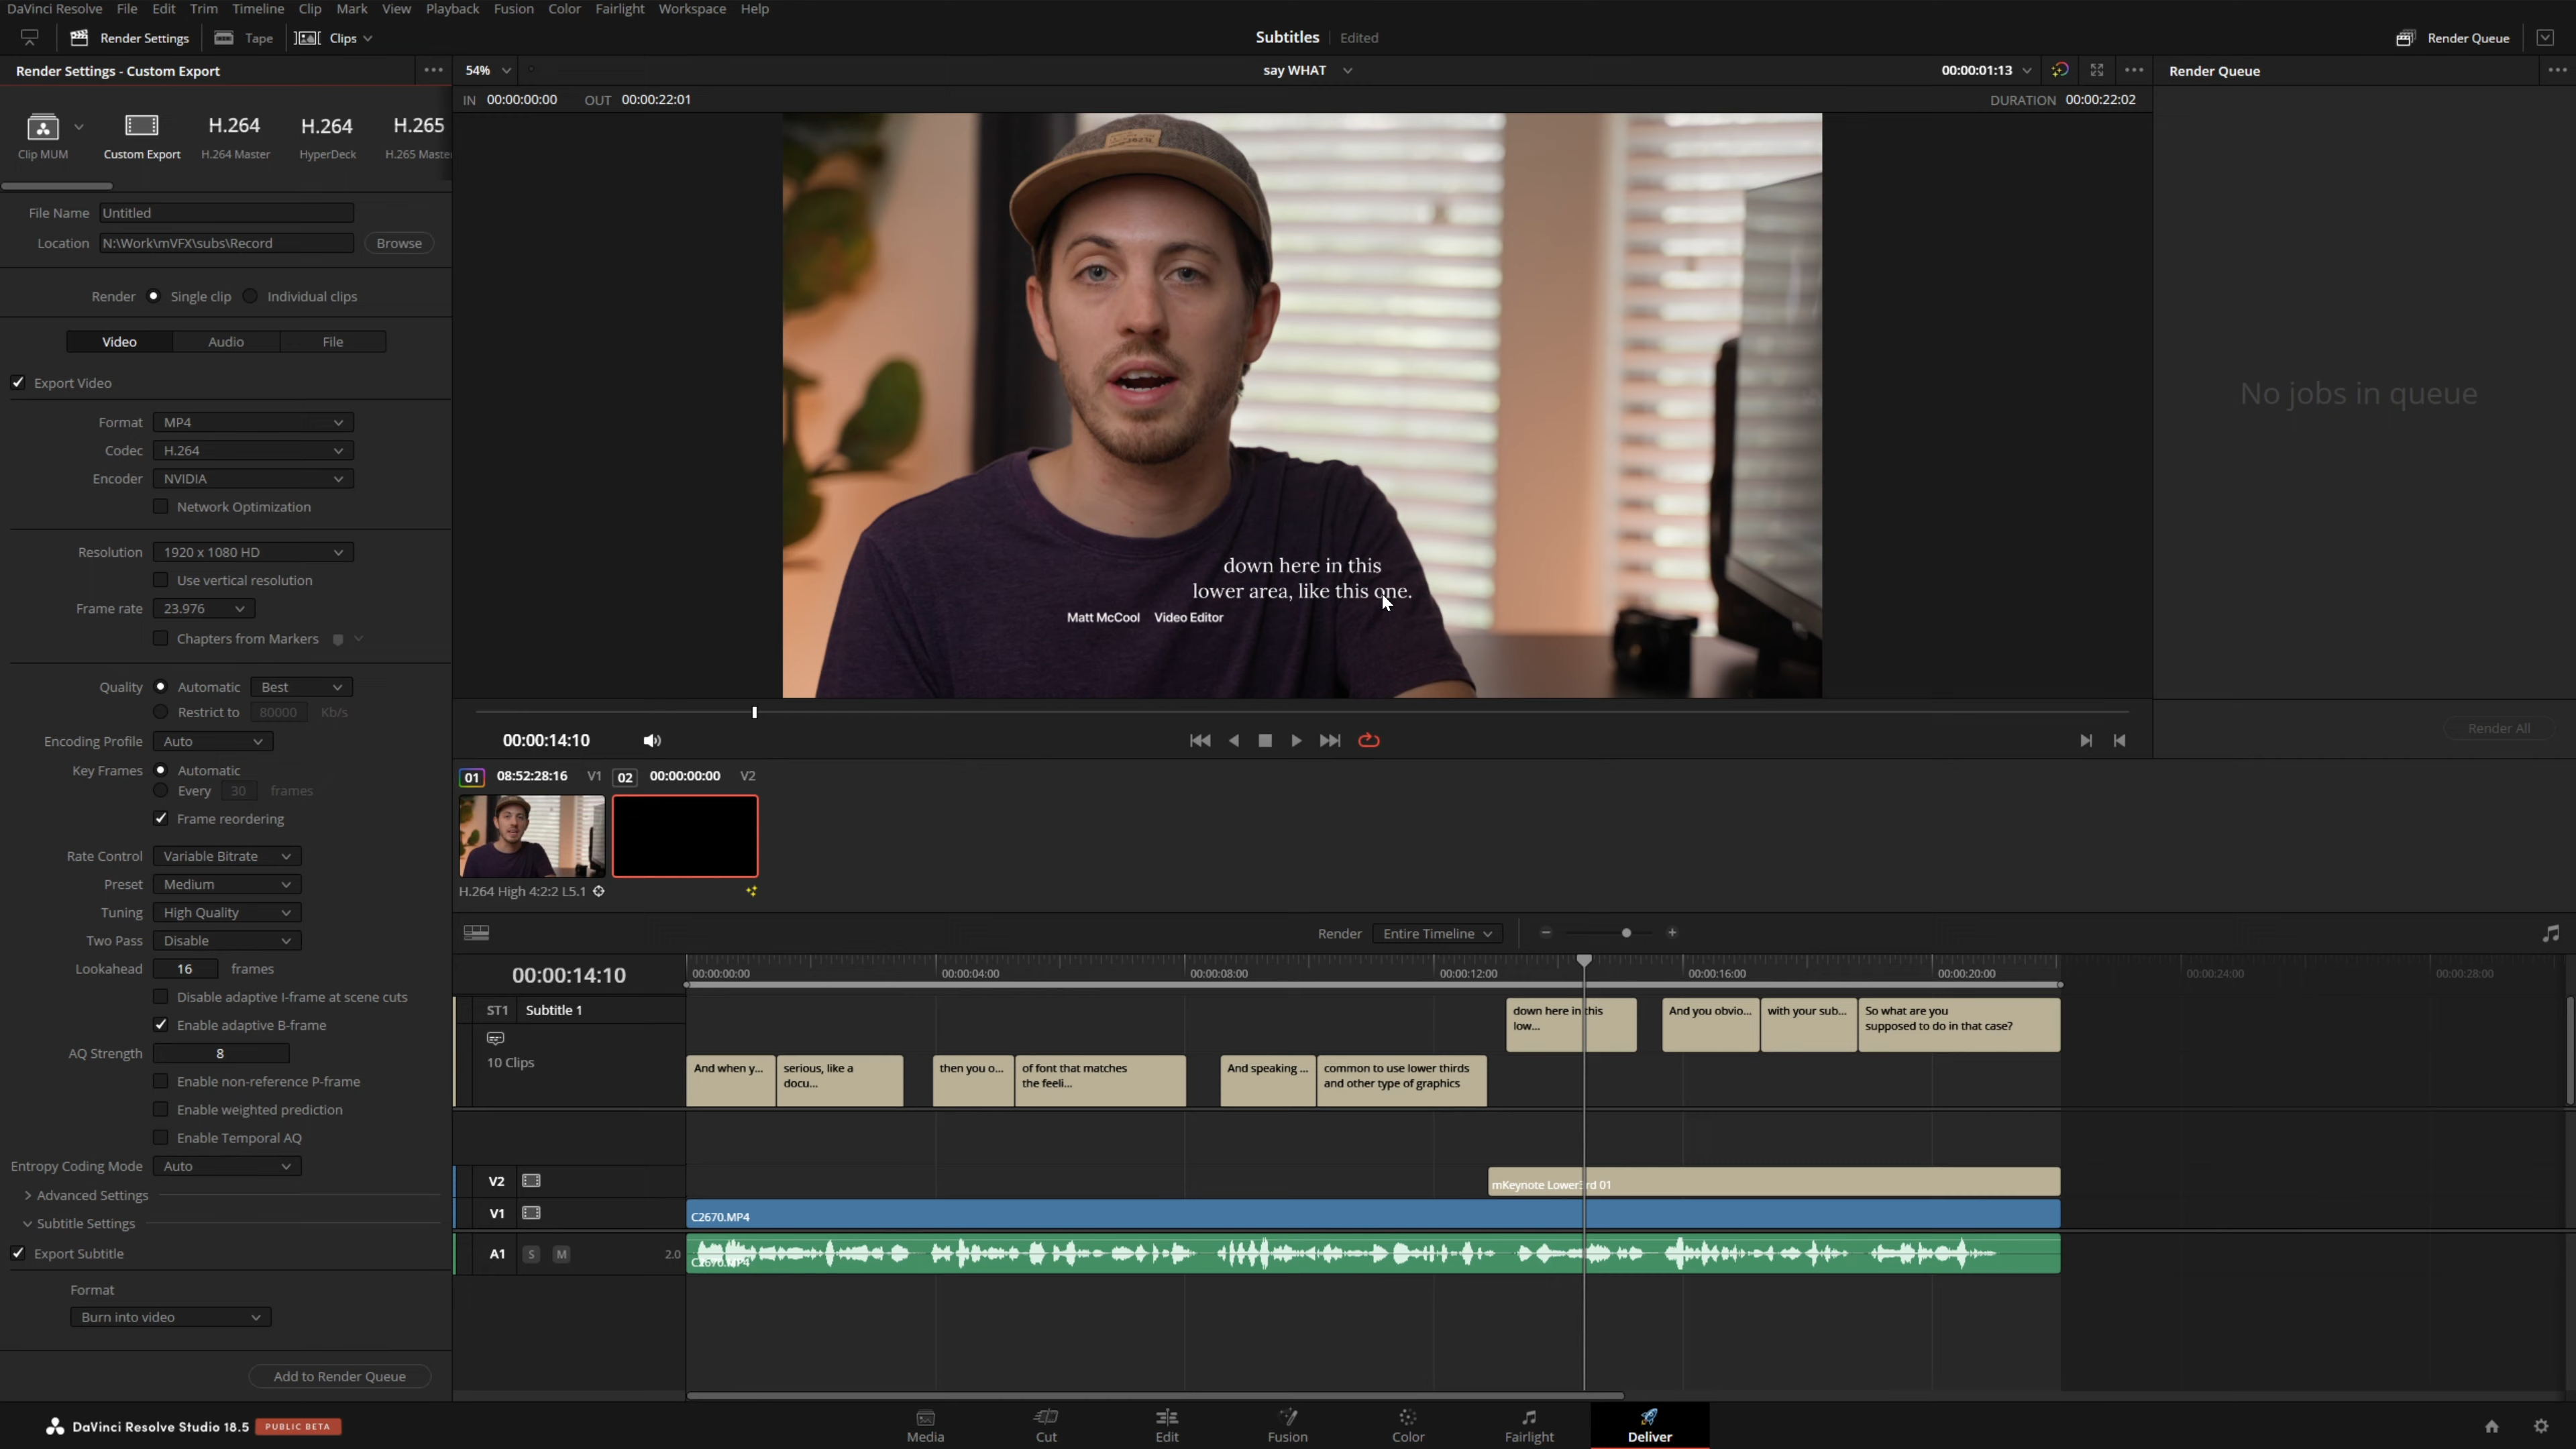 DaVinci Resolve File Edit Trim Timeline Clip Mark View Playback Fusion Color Fairlight Workspace Help
Render Settings Tape Clips Subtitles Edited Render Queue
Render Settings - Custom Export 54% say WHAT 00:00:01:13 Render Queue
IN 00:00:00:00 OUT 00:00:22:01 DURATION 00:00:22:02
H.264 H.264 H.265
Clip MUM Custom Export H.264 Master HyperDeck H.265 Maste
File Name Untitled
Location N:\Work\mVFX\subs\Record Browse
Render Single clip Individual clips
Video Audio File
Export Video
No jobs in queue
Format MP4
Codec H.264
Encoder NVIDIA
Network Optimization
Resolution 1920 x 1080 HD
Use vertical resolution
Frame rate 23.976
Chapters from Markers
down here in this
lower area, like this one.
Matt McCool Video Editor
Quality Automatic Best
Restrict to 80000 Kb/s
Encoding Profile Auto
Key Frames Automatic
Every 30 frames
Frame reordering
Rate Control Variable Bitrate
Preset Medium
Tuning High Quality
Two Pass Disable
Lookahead 16 frames
Disable adaptive I-frame at scene cuts
Enable adaptive B-frame
AQ Strength 8
Enable non-reference P-frame
Enable weighted prediction
Enable Temporal AQ
Entropy Coding Mode Auto
Advanced Settings
Subtitle Settings
Export Subtitle
Format
Burn into video
Add to Render Queue
00:00:14:10
Render All
01 08:52:28:16 V1 02 00:00:00:00 V2
H.264 High 4:2:2 L5.1
Render Entire Timeline
00:00:14:10 00:00:00:00 00:00:04:00 00:00:08:00 00:00:12:00 00:00:16:00 00:00:20:00 00:00:24:00 00:00:28:00
ST1 Subtitle 1
10 Clips
down here in this
low...
And you obvio...
with your sub...
So what are you
supposed to do in that case?
And when y...
serious, like a
docu...
then you o...
of font that matches
the feeli...
And speaking ...
common to use lower thirds
and other type of graphics
V2 mKeynote Lower3rd 01
V1 C2670.MP4
A1 S M 2.0 C2670.MP4
DaVinci Resolve Studio 18.5 PUBLIC BETA
Media Cut Edit Fusion Color Fairlight Deliver